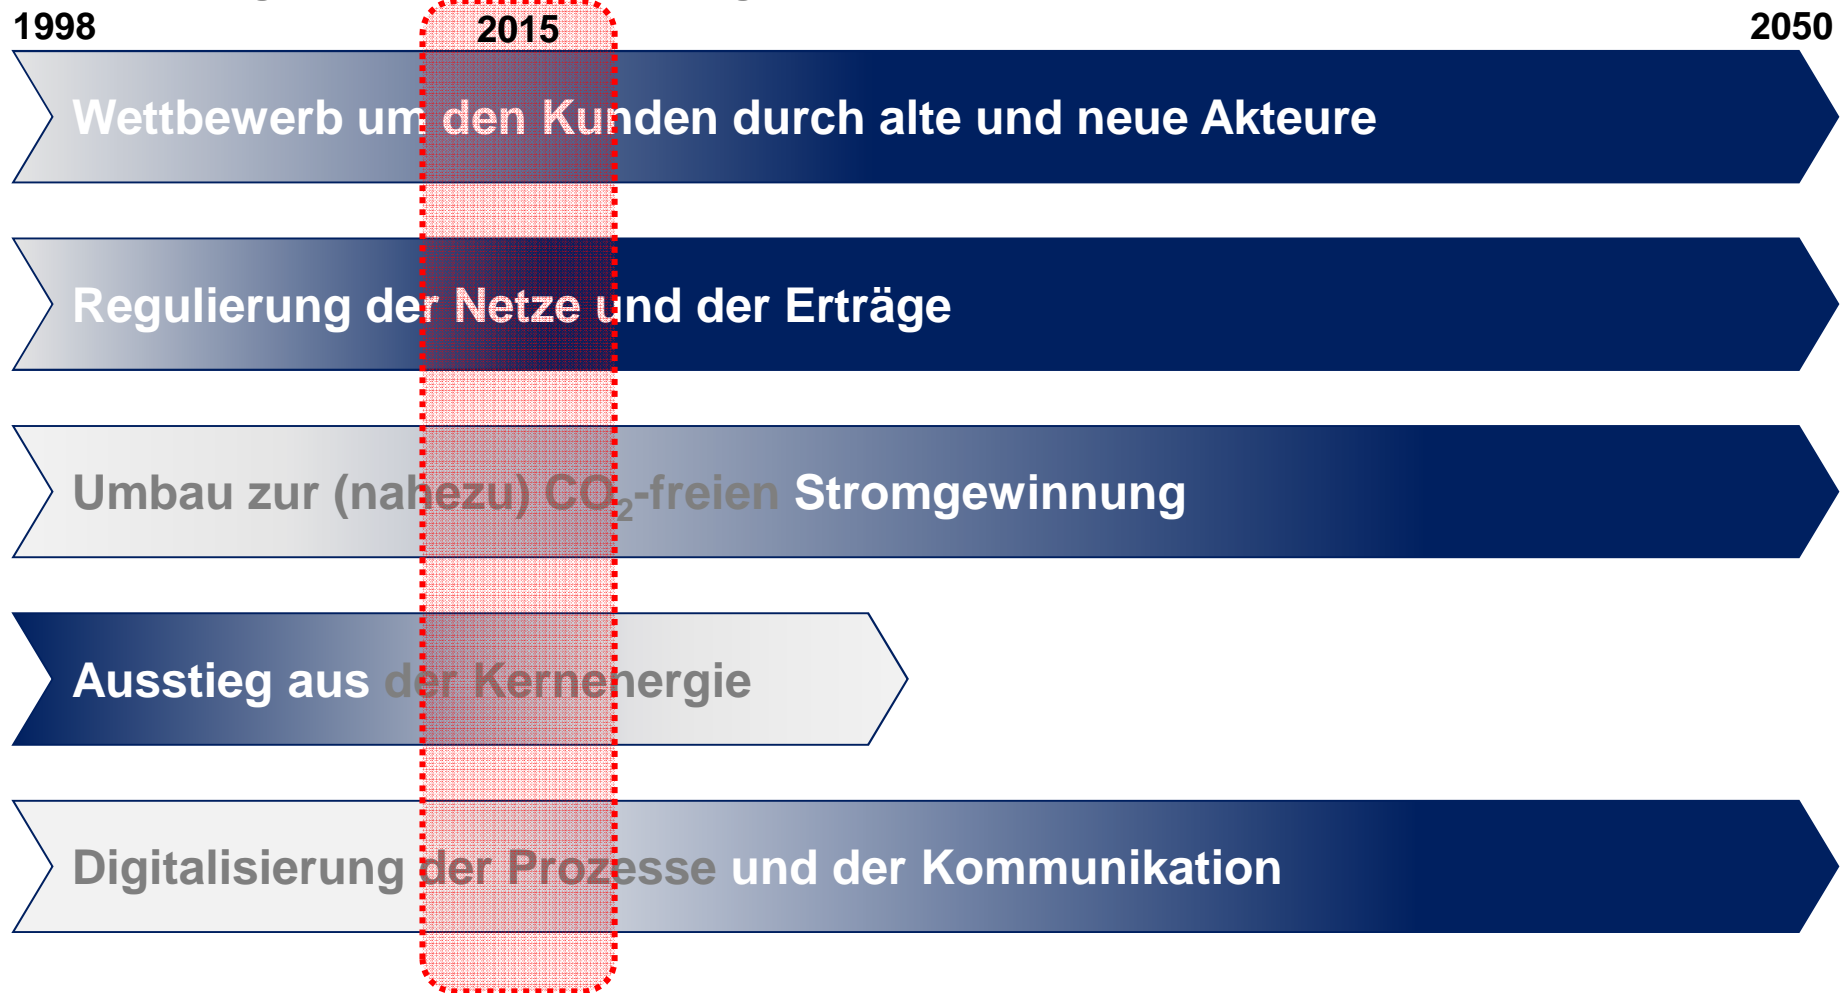 1998 2015 2050
Wettbewerb um den Kunden durch alte und neue Akteure
Regulierung der Netze und der Erträge
Umbau zur (nahezu) CO₂-freien Stromgewinnung
Ausstieg aus der Kernenergie
Digitalisierung der Prozesse und der Kommunikation